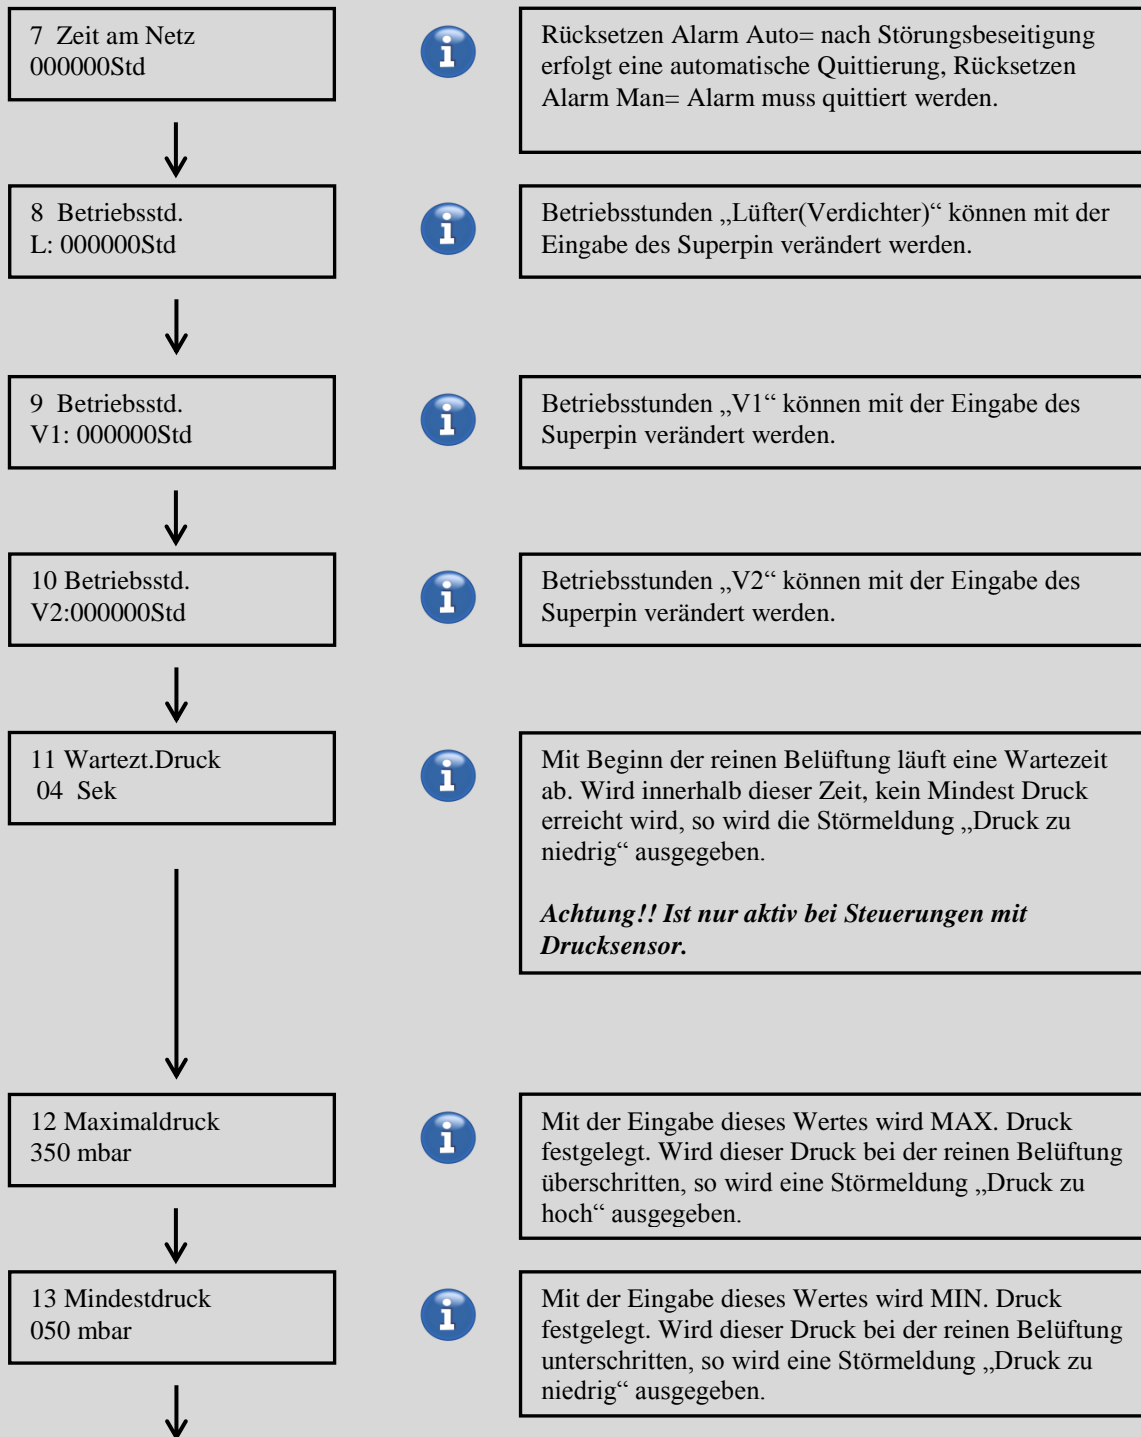 7  Zeit am Netz
000000Std
Rücksetzen Alarm Auto= nach Störungsbeseitigung
erfolgt eine automatische Quittierung, Rücksetzen
Alarm Man= Alarm muss quittiert werden.
8  Betriebsstd.
L: 000000Std
Betriebsstunden „Lüfter(Verdichter)“ können mit der
Eingabe des Superpin verändert werden.
9  Betriebsstd.
V1: 000000Std
Betriebsstunden „V1“ können mit der Eingabe des
Superpin verändert werden.
10 Betriebsstd.
V2:000000Std
Betriebsstunden „V2“ können mit der Eingabe des
Superpin verändert werden.
11 Wartezt.Druck
04  Sek
Mit Beginn der reinen Belüftung läuft eine Wartezeit
ab. Wird innerhalb dieser Zeit, kein Mindest Druck
erreicht wird, so wird die Störmeldung „Druck zu
niedrig“ ausgegeben.
Achtung!! Ist nur aktiv bei Steuerungen mit
Drucksensor.
12 Maximaldruck
350 mbar
Mit der Eingabe dieses Wertes wird MAX. Druck
festgelegt. Wird dieser Druck bei der reinen Belüftung
überschritten, so wird eine Störmeldung „Druck zu
hoch“ ausgegeben.
13 Mindestdruck
050 mbar
Mit der Eingabe dieses Wertes wird MIN. Druck
festgelegt. Wird dieser Druck bei der reinen Belüftung
unterschritten, so wird eine Störmeldung „Druck zu
niedrig“ ausgegeben.